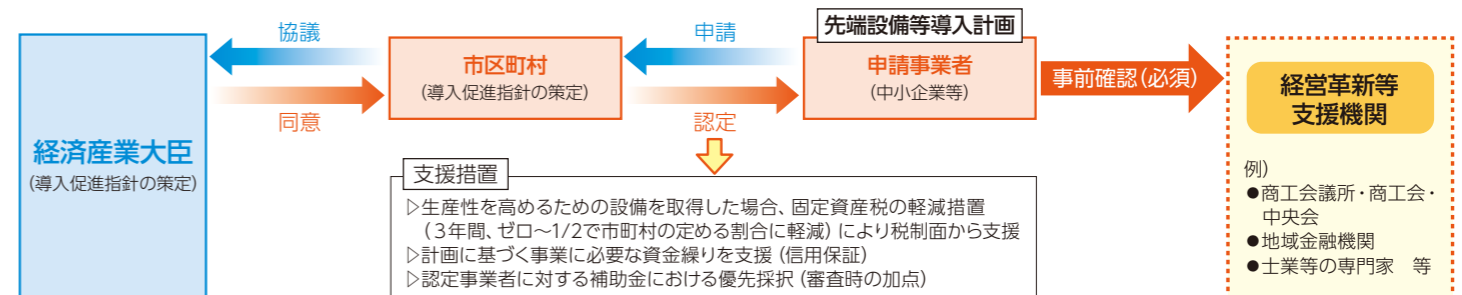 協議
同意
経済産業大臣
(導入促進指針の策定)
市区町村
(導入促進指針の策定)
申請
認定
先端設備等導入計画
申請事業者
(中小企業等)
事前確認(必須)
経営革新等
支援機関
例)
●商工会議所・商工会・
中央会
●地域金融機関
●士業等の専門家 等
支援措置
▷生産性を高めるための設備を取得した場合、固定資産税の軽減措置
(3年間、ゼロ~1/2で市町村の定める割合に軽減)により税制面から支援
▷計画に基づく事業に必要な資金繰りを支援(信用保証)
▷認定事業者に対する補助金における優先採択(審査時の加点)